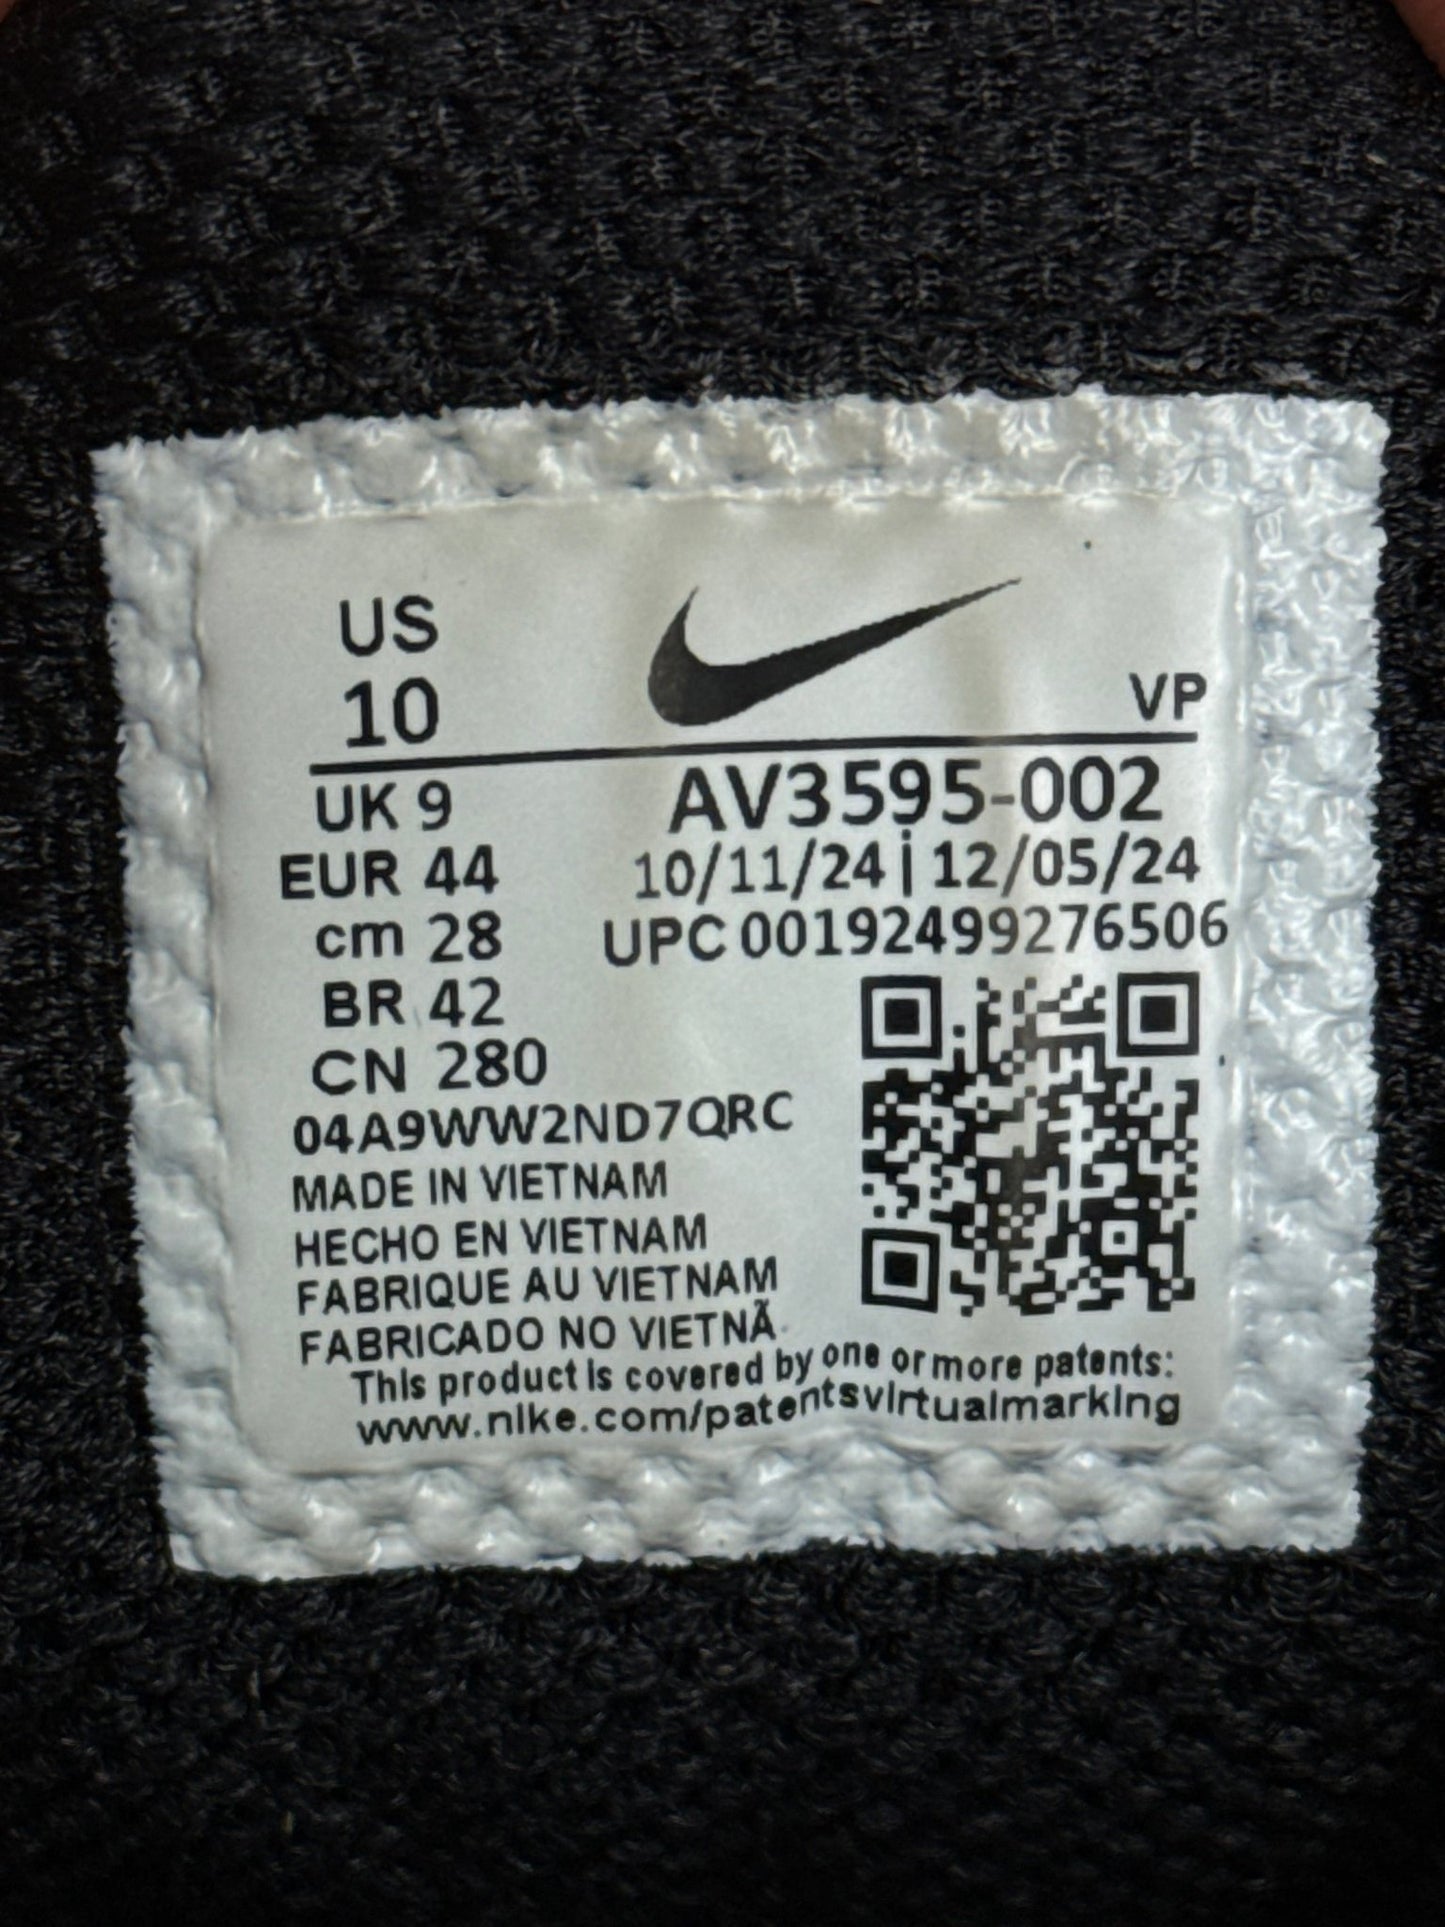 US
10
VP
UK 9
AV3595-002
EUR 44
10/11/24 | 12/05/24
cm 28
UPC 00192499276506
BR 42
CN 280
04A9WW2ND7QRC
MADE IN VIETNAM
HECHO EN VIETNAM
FABRIQUE AU VIETNAM
FABRICADO NO VIETNÃ
This product is covered by one or more patents:
www.nike.com/patentsvirtualmarking